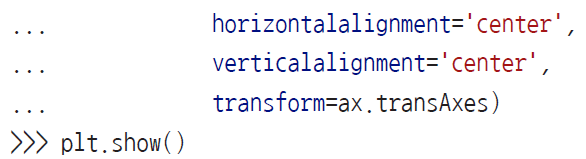 ...             horizontalalignment='center',
...             verticalalignment='center',
...             transform=ax.transAxes)
>>> plt.show()